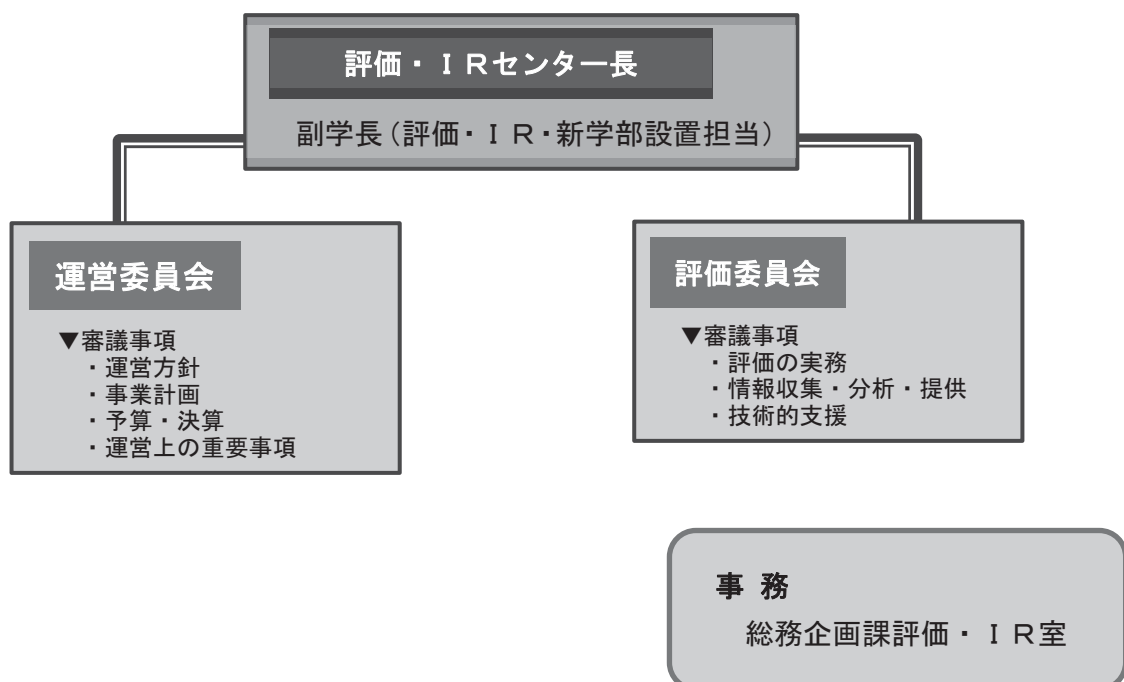 評価・ＩＲセンター長
副学長（評価・ＩＲ・新学部設置担当）
運営委員会
▼審議事項
・運営方針
・事業計画
・予算・決算
・運営上の重要事項
評価委員会
▼審議事項
・評価の実務
・情報収集・分析・提供
・技術的支援
事 務
総務企画課評価・ＩＲ室